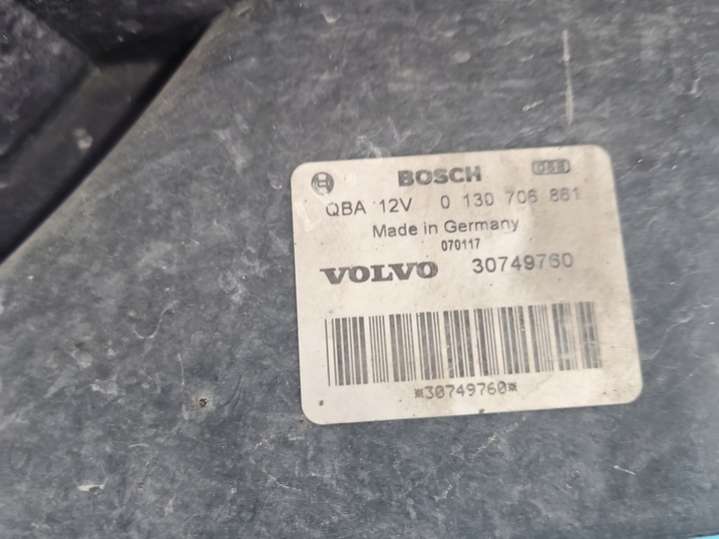 BOSCH
QBA 12V 0 130 706 861
Made in Germany
070117
VOLVO 30749760
*30749760*